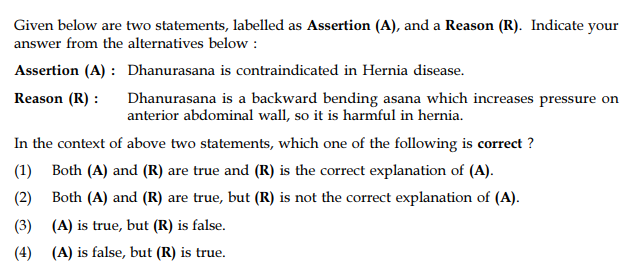 Given below are two statements, labelled as Assertion (A), and a Reason (R). Indicate your
answer from the alternatives below :
Assertion (A) : Dhanurasana is contraindicated in Hernia disease.
Reason (R) : Dhanurasana is a backward bending asana which increases pressure on
anterior abdominal wall, so it is harmful in hernia.
In the context of above two statements, which one of the following is correct ?
(1) Both (A) and (R) are true and (R) is the correct explanation of (A).
(2) Both (A) and (R) are true, but (R) is not the correct explanation of (A).
(3) (A) is true, but (R) is false.
(4) (A) is false, but (R) is true.